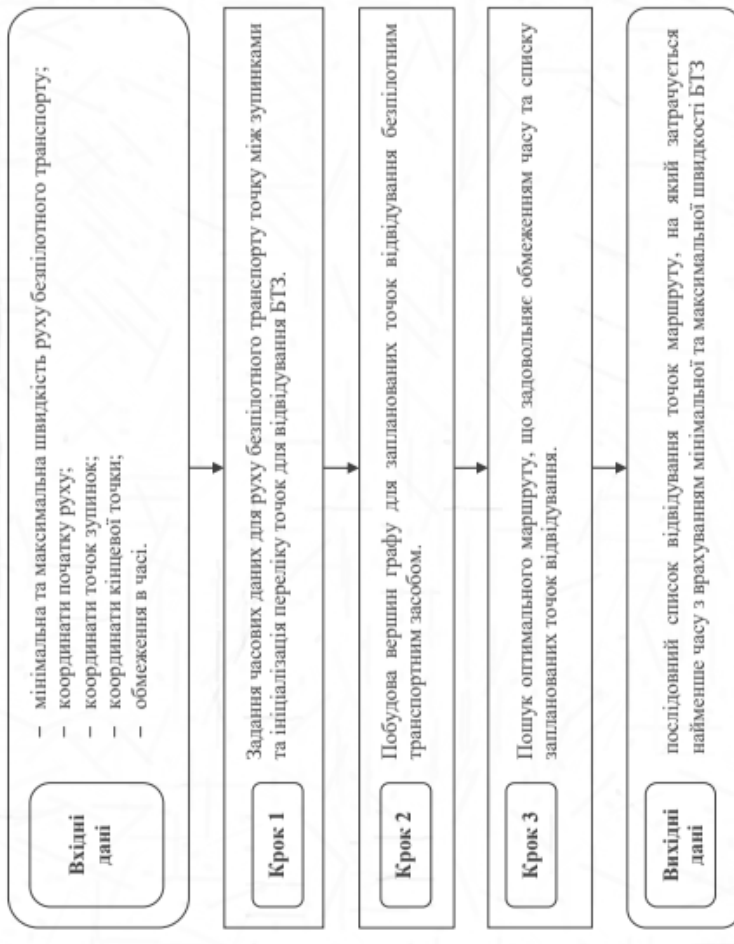 Вхідні
дані
– мінімальна та максимальна швидкість руху безпілотного транспорту;
– координати початку руху;
– координати точок зупинок;
– координати кінцевої точки;
– обмеження в часі.
Крок 1
Задання часових даних для руху безпілотного транспорту точку між зупинками
та ініціалізація переліку точок для відвідування БТЗ.
Крок 2
Побудова вершин графу для запланованих точок відвідування безпілотним
транспортним засобом.
Крок 3
Пошук оптимального маршруту, що задовольняє обмеженням часу та списку
запланованих точок відвідування.
Вихідні
дані
послідовний список відвідування точок маршруту, на який затрачується
найменше часу з врахуванням мінімальної та максимальної швидкості БТЗ